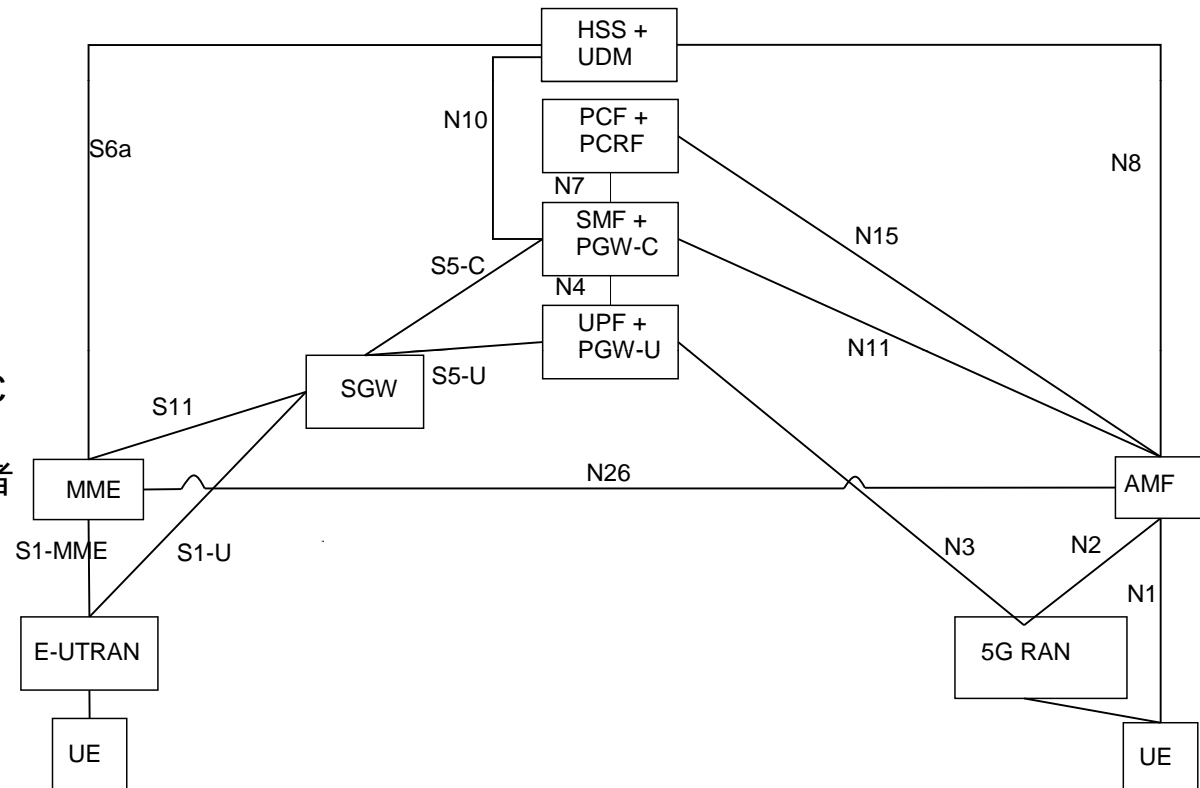 HSS +
UDM
N10
PCF +
PCRF
S6a
N8
N7
SMF +
PGW-C
N15
S5-C
N4
UPF +
PGW-U
N11
S5-U
SGW
C
S11
者
N26
MME
AMF
S1-MME
S1-U
N3
N2
N1
E-UTRAN
5G RAN
UE
UE